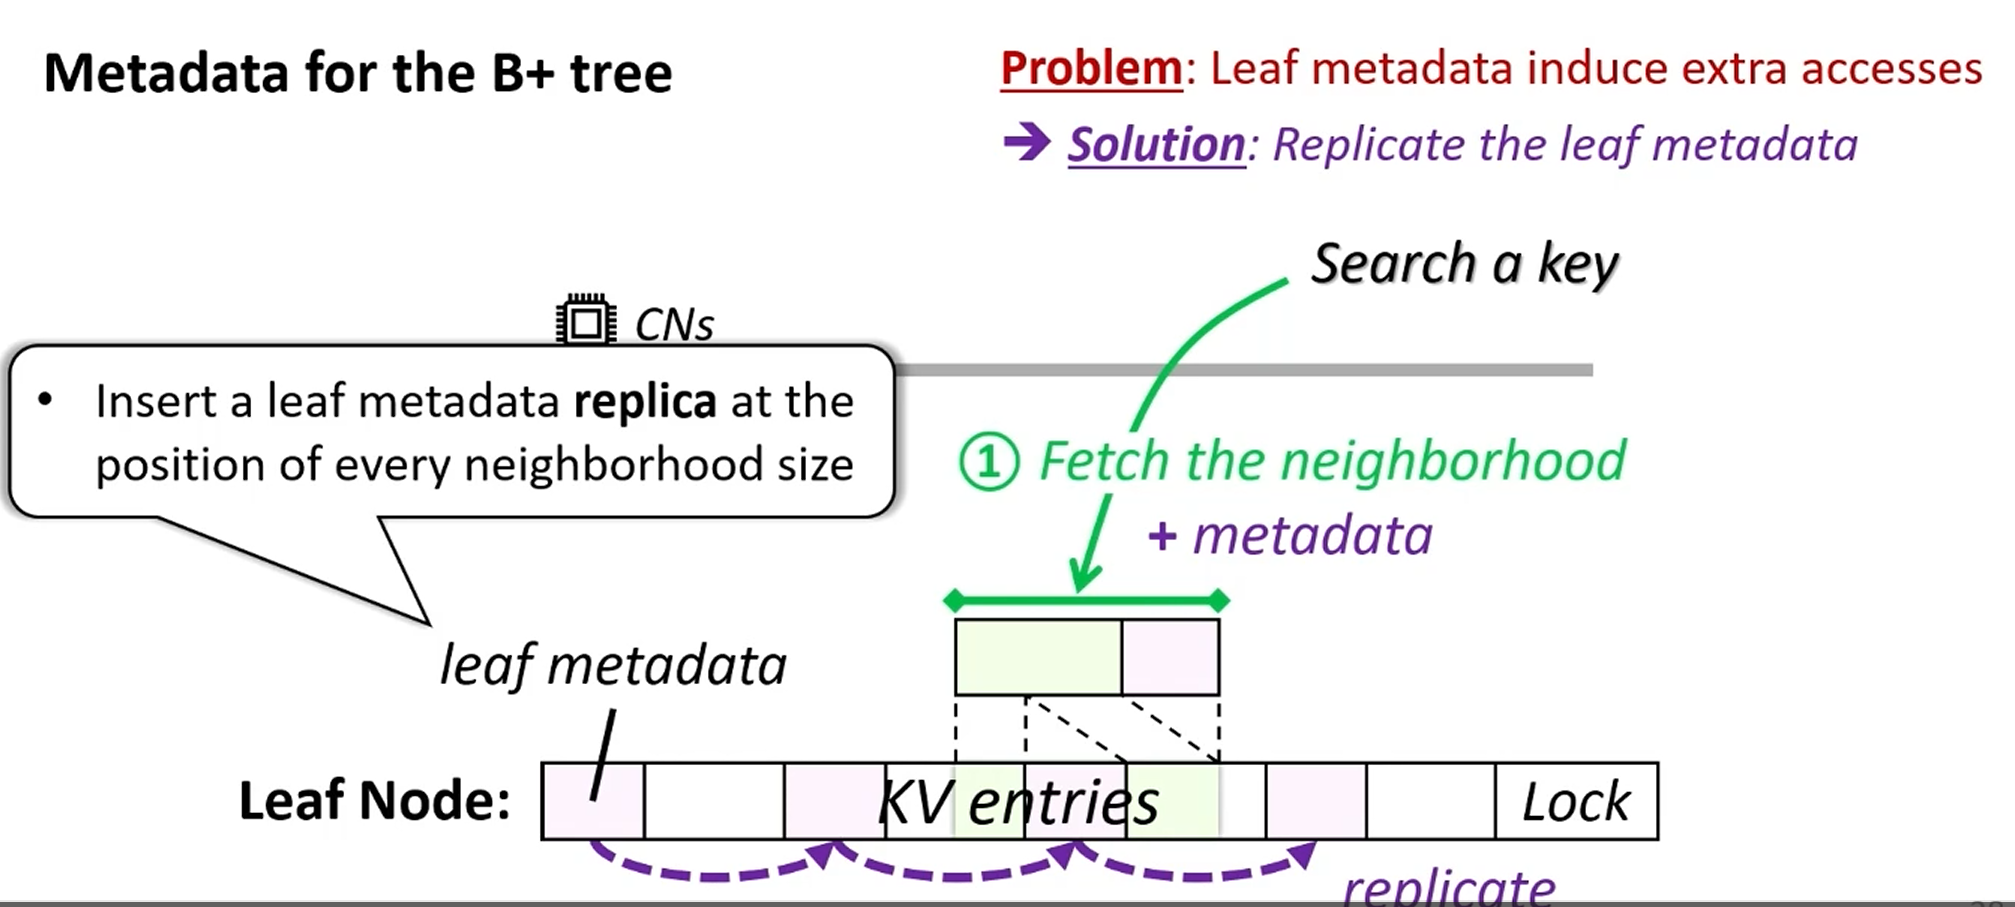 Metadata for the B+ tree
Problem: Leaf metadata induce extra accesses
➔ Solution: Replicate the leaf metadata
Search a key
CNs
• Insert a leaf metadata replica at the
position of every neighborhood size
① Fetch the neighborhood
+ metadata
leaf metadata
Leaf Node:
KV entries
Lock
replicate